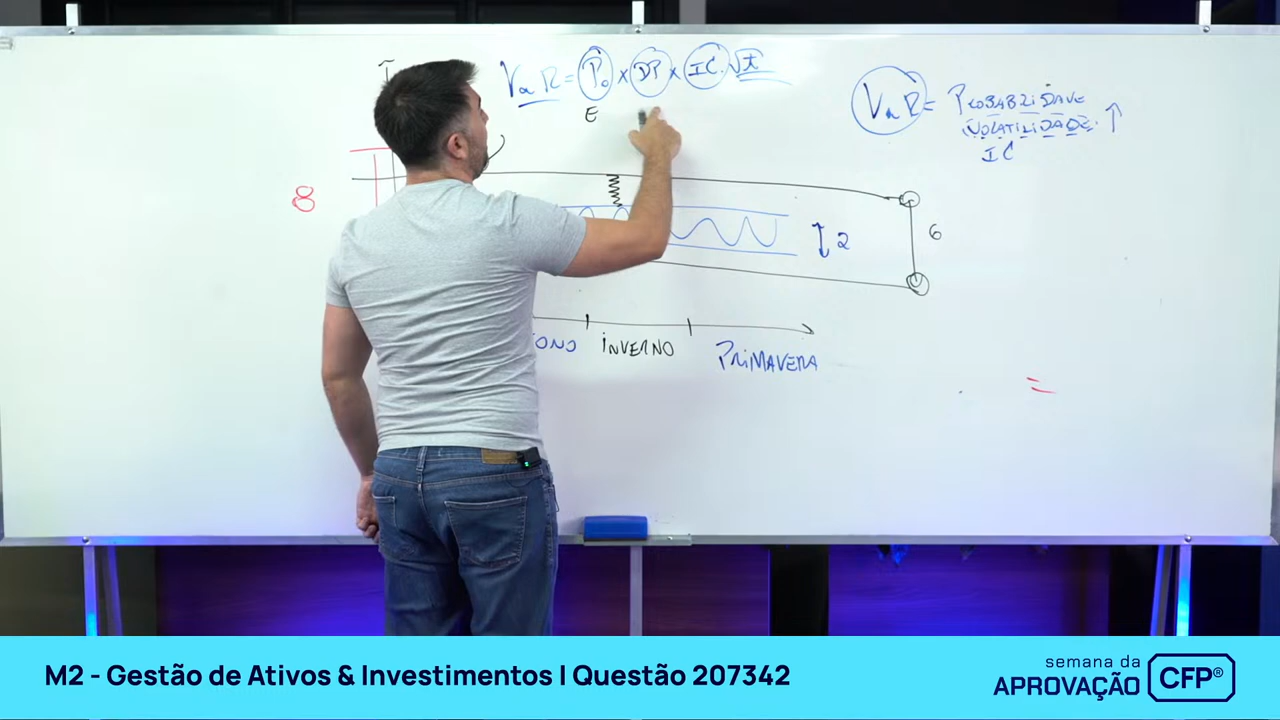 VaR = P₀ x DP x IC. √t
E
VaR = PROBABILIDADE
VOLATILIDADE ↑
IC
8
2
6
ONO INVERNO PRIMAVERA
=
M2 - Gestão de Ativos & Investimentos | Questão 207342
semana da
APROVAÇÃO CFP®